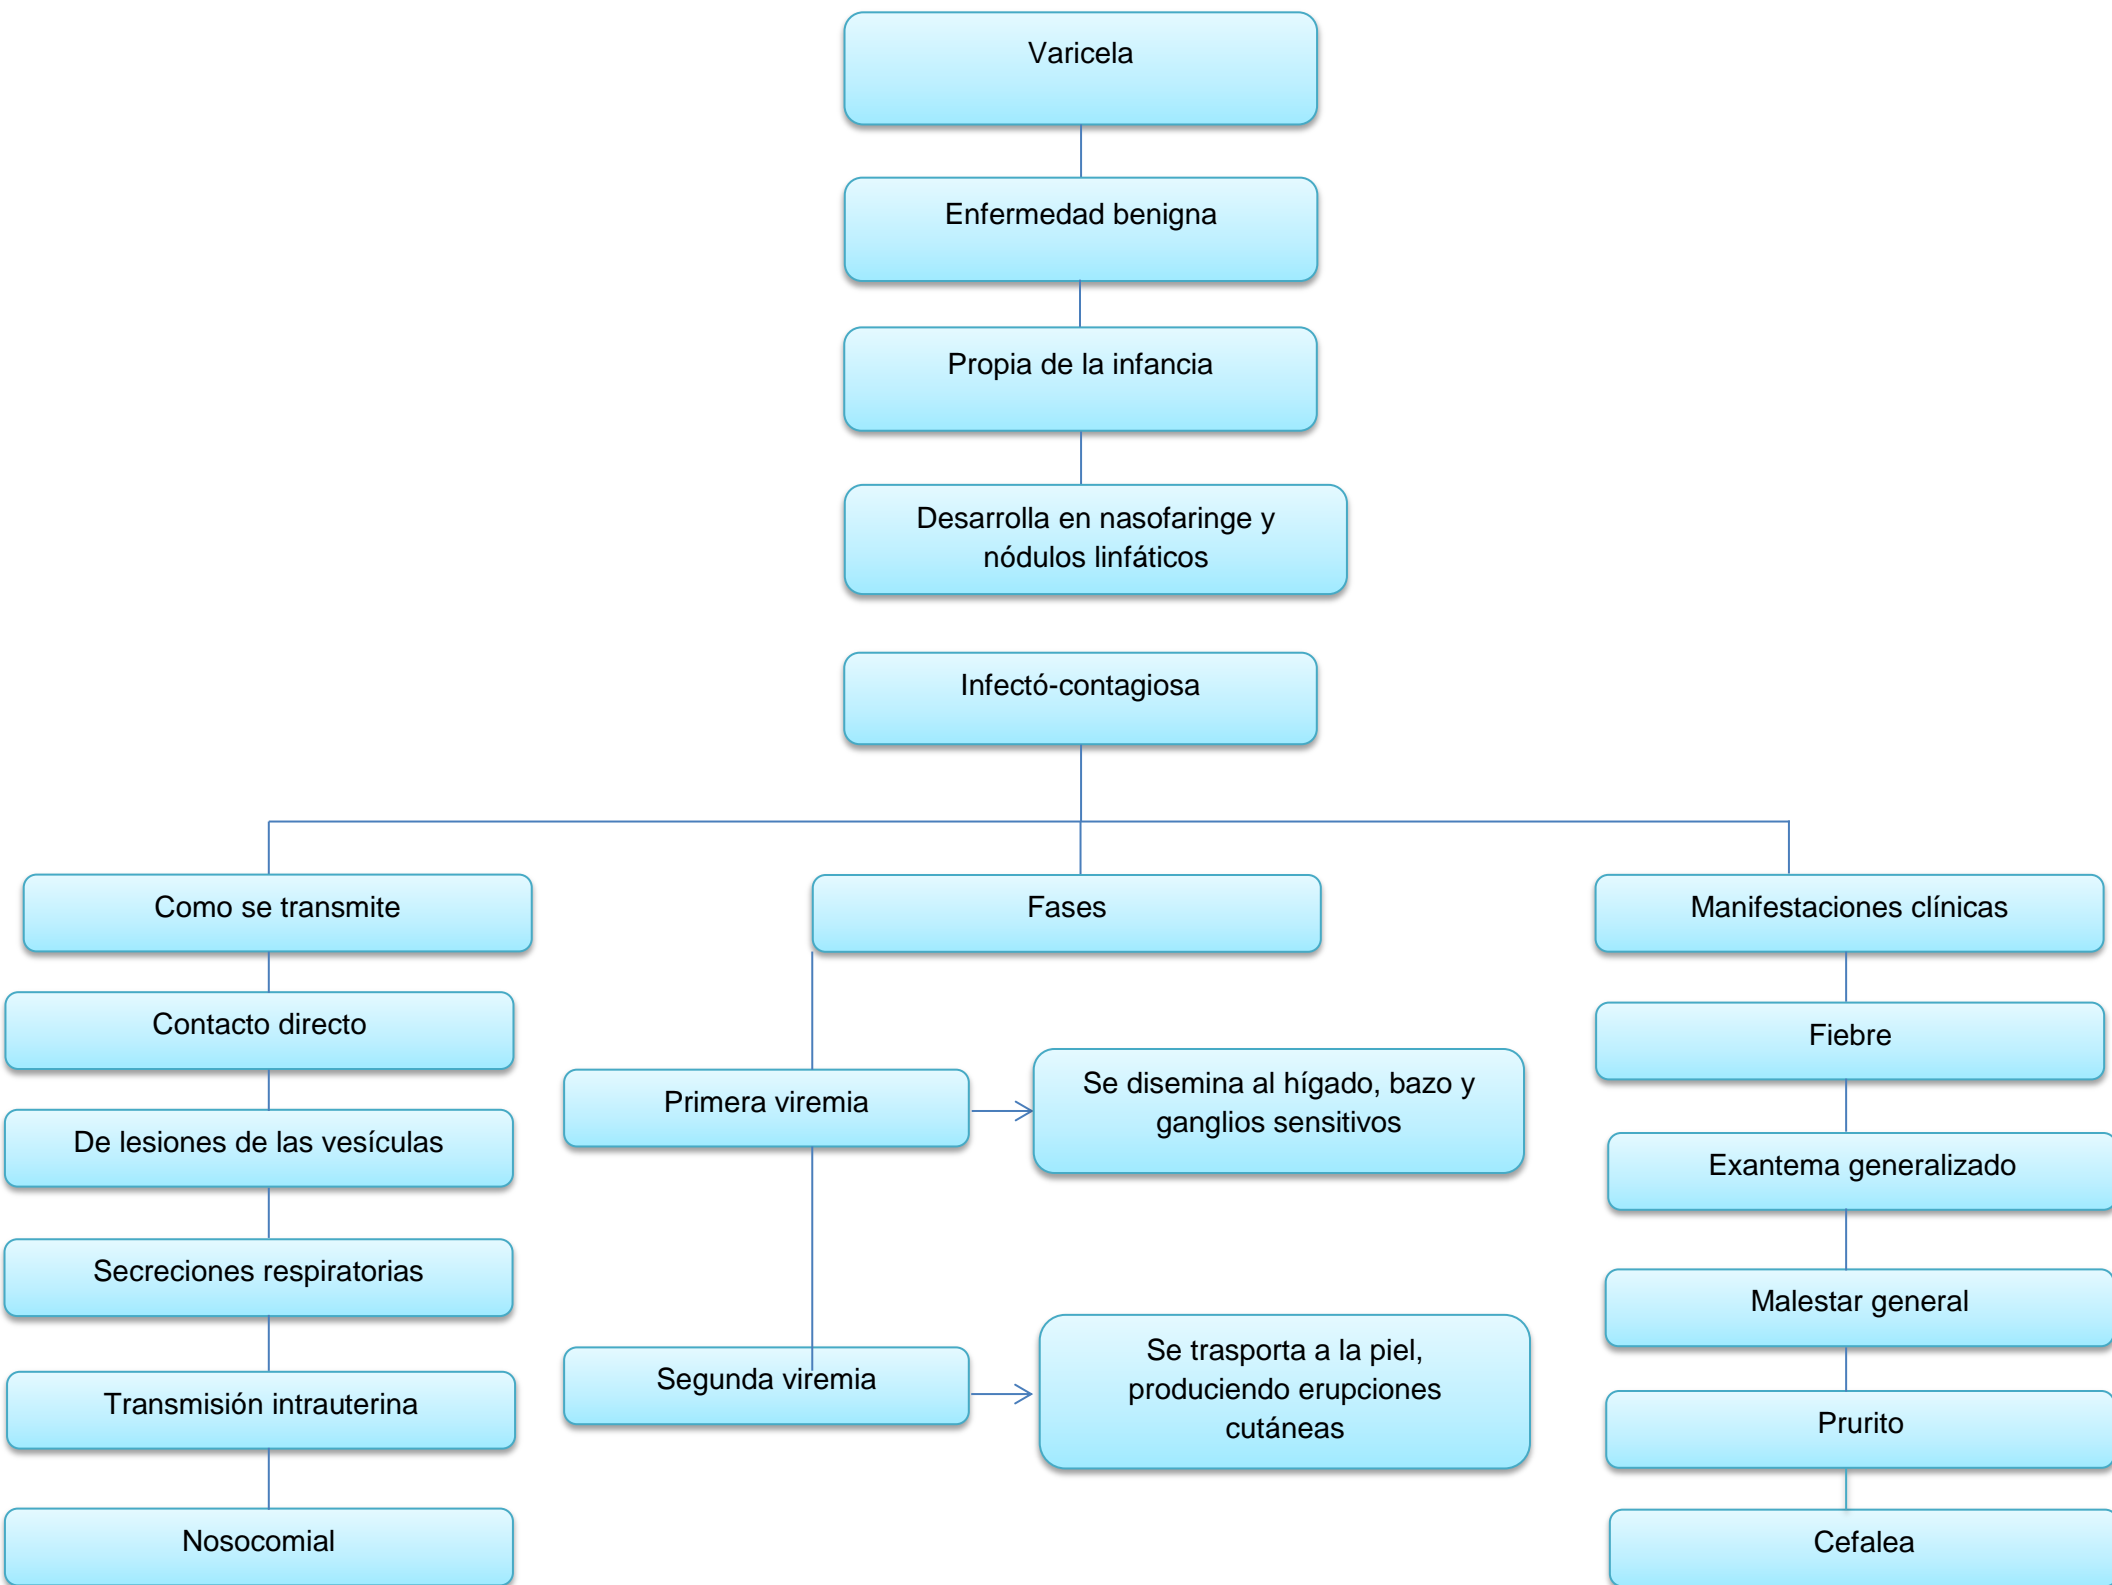 Varicela
Enfermedad benigna
Propia de la infancia
Desarrolla en nasofaringe y
nódulos linfáticos
Infectó-contagiosa
Como se transmite
Contacto directo
De lesiones de las vesículas
Secreciones respiratorias
Transmisión intrauterina
Nosocomial
Fases
Primera viremia
Se disemina al hígado, bazo y
ganglios sensitivos
Segunda viremia
Se trasporta a la piel,
produciendo erupciones
cutáneas
Manifestaciones clínicas
Fiebre
Exantema generalizado
Malestar general
Prurito
Cefalea